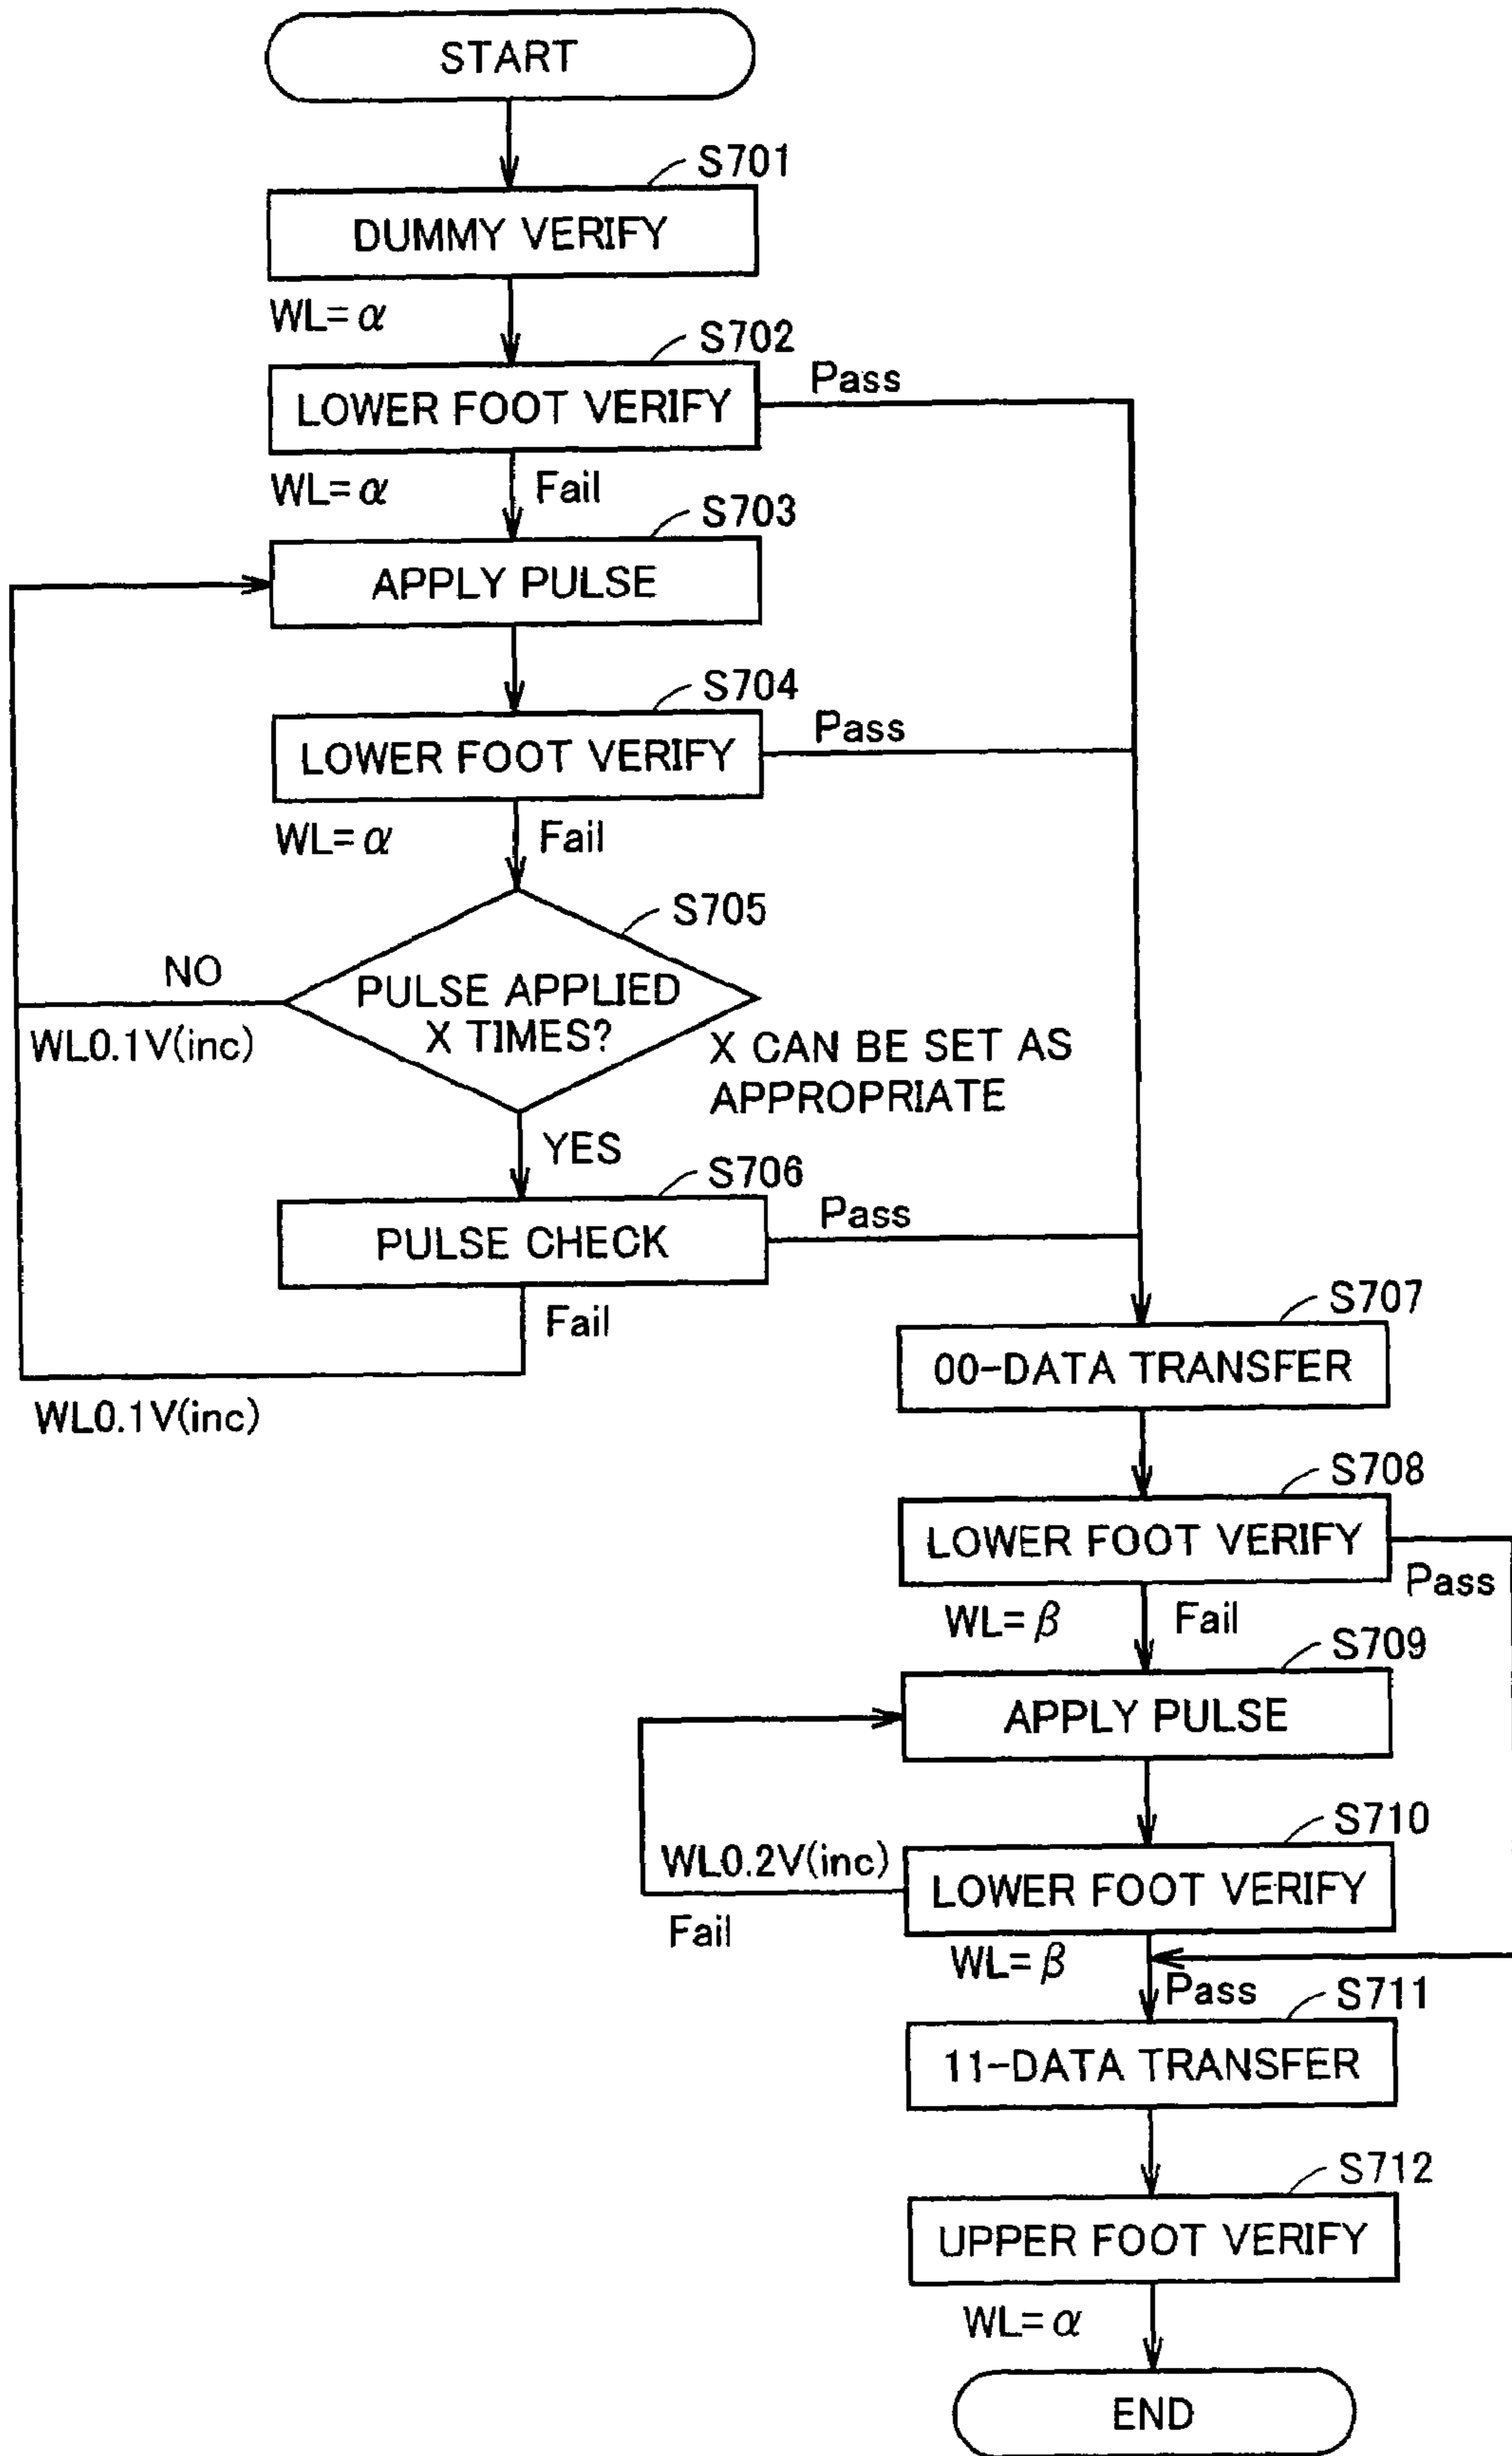 START
S701
DUMMY VERIFY
WL=α
S702
LOWER FOOT VERIFY
Pass
WL=α
Fail
S703
APPLY PULSE
S704
LOWER FOOT VERIFY
Pass
WL=α
Fail
S705
PULSE APPLIED
X TIMES?
NO
WL0.1V(inc)
X CAN BE SET AS
APPROPRIATE
YES
S706
PULSE CHECK
Pass
Fail
WL0.1V(inc)
S707
00-DATA TRANSFER
S708
LOWER FOOT VERIFY
Pass
WL=β
Fail
S709
APPLY PULSE
S710
WL0.2V(inc)
LOWER FOOT VERIFY
Fail
WL=β
Pass
S711
11-DATA TRANSFER
S712
UPPER FOOT VERIFY
WL=α
END